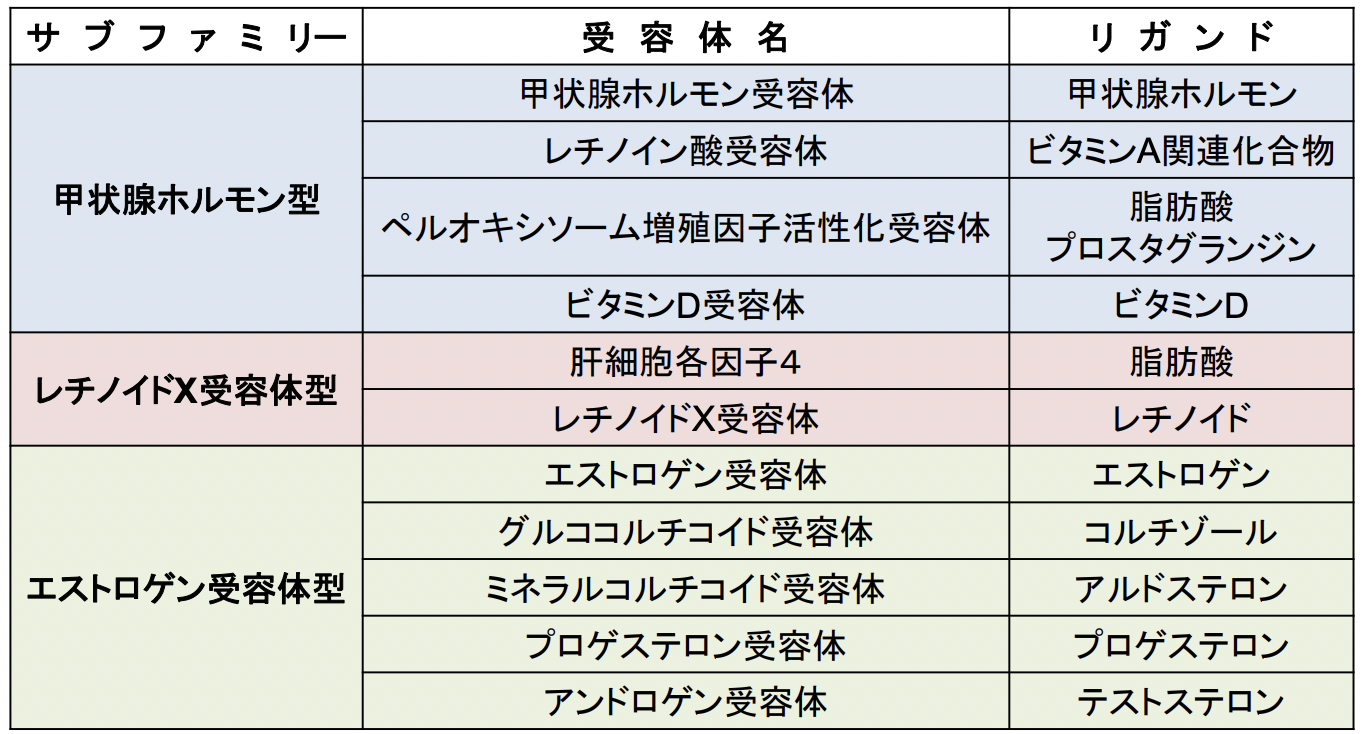 サブファミリー 受容体名 リガンド
甲状腺ホルモン型
甲状腺ホルモン受容体 甲状腺ホルモン
レチノイン酸受容体 ビタミンA関連化合物
ペルオキシソーム増殖因子活性化受容体 脂肪酸
プロスタグランジン
ビタミンD受容体 ビタミンD
レチノイドX受容体型
肝細胞各因子4 脂肪酸
レチノイドX受容体 レチノイド
エストロゲン受容体型
エストロゲン受容体 エストロゲン
グルココルチコイド受容体 コルチゾール
ミネラルコルチコイド受容体 アルドステロン
プロゲステロン受容体 プロゲステロン
アンドロゲン受容体 テストステロン